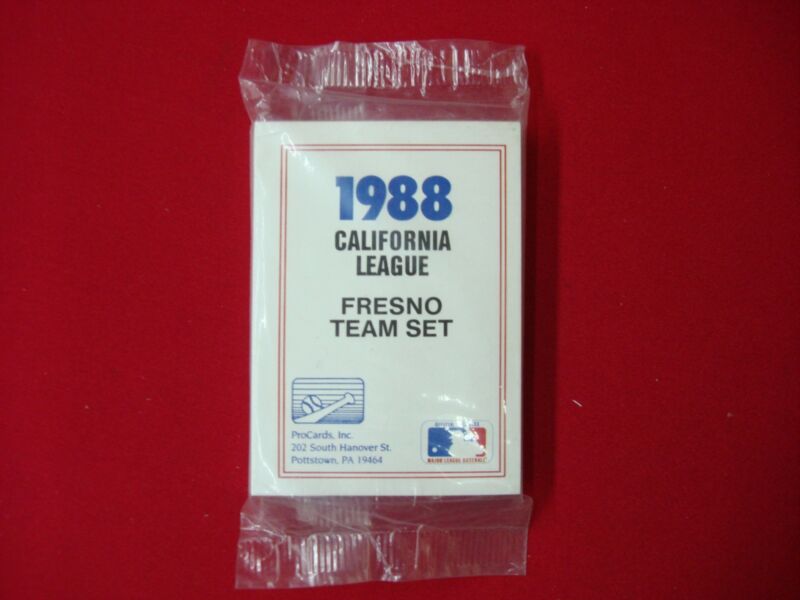 1988
CALIFORNIA
LEAGUE
FRESNO
TEAM SET
ProCards, Inc.
202 South Hanover St.
Pottstown, PA 19464
MAJOR LEAGUE BASEBALL